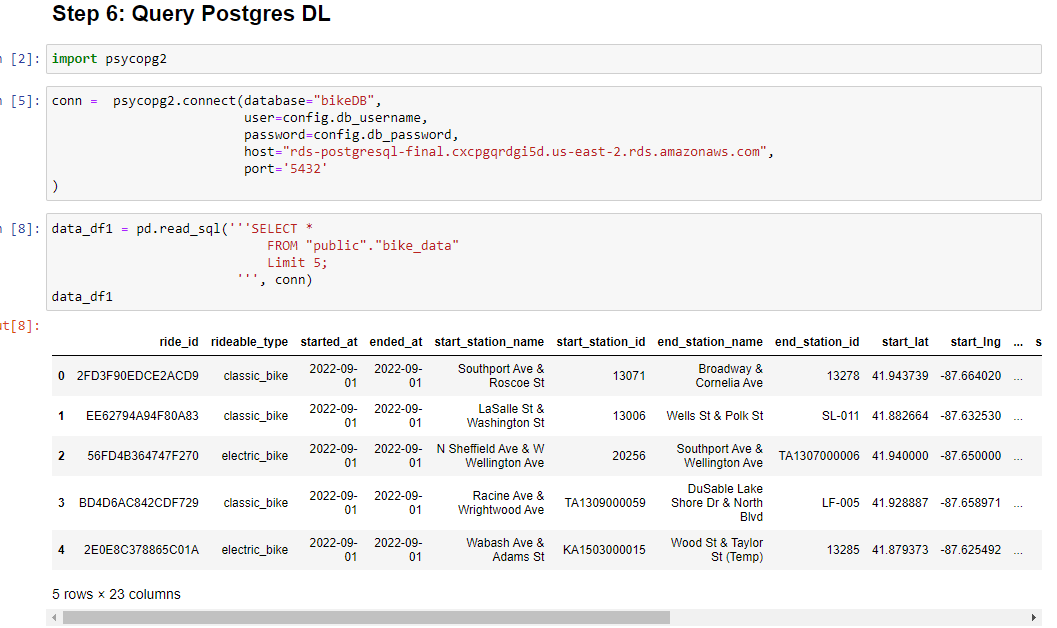 Step 6: Query Postgres DL
[2]: import psycopg2
[5]: conn =  psycopg2.connect(database="bikeDB",
user=config.db_username,
password=config.db_password,
host="rds-postgresql-final.cxcpgqrdgi5d.us-east-2.rds.amazonaws.com",
port='5432'
)
[8]: data_df1 = pd.read_sql('''SELECT *
FROM "public"."bike_data"
Limit 5;
''', conn)
data_df1
ut[8]:
ride_id rideable_type started_at ended_at start_station_name start_station_id end_station_name end_station_id start_lat start_lng ... s
0 2FD3F90EDCE2ACD9 classic_bike 2022-09- 2022-09- Southport Ave & 13071 Broadway & 13278 41.943739 -87.664020 ...
01 01 Roscoe St Cornelia Ave
1 EE62794A94F80A83 classic_bike 2022-09- 2022-09- LaSalle St & 13006 Wells St & Polk St SL-011 41.882664 -87.632530 ...
01 01 Washington St
2 56FD4B364747F270 electric_bike 2022-09- 2022-09- N Sheffield Ave & W 20256 Southport Ave & TA1307000006 41.940000 -87.650000 ...
01 01 Wellington Ave Wellington Ave
3 BD4D6AC842CDF729 classic_bike 2022-09- 2022-09- Racine Ave & TA1309000059 DuSable Lake LF-005 41.928887 -87.658971 ...
01 01 Wrightwood Ave Shore Dr & North
Blvd
4 2E0E8C378865C01A electric_bike 2022-09- 2022-09- Wabash Ave & KA1503000015 Wood St & Taylor 13285 41.879373 -87.625492 ...
01 01 Adams St St (Temp)
5 rows × 23 columns